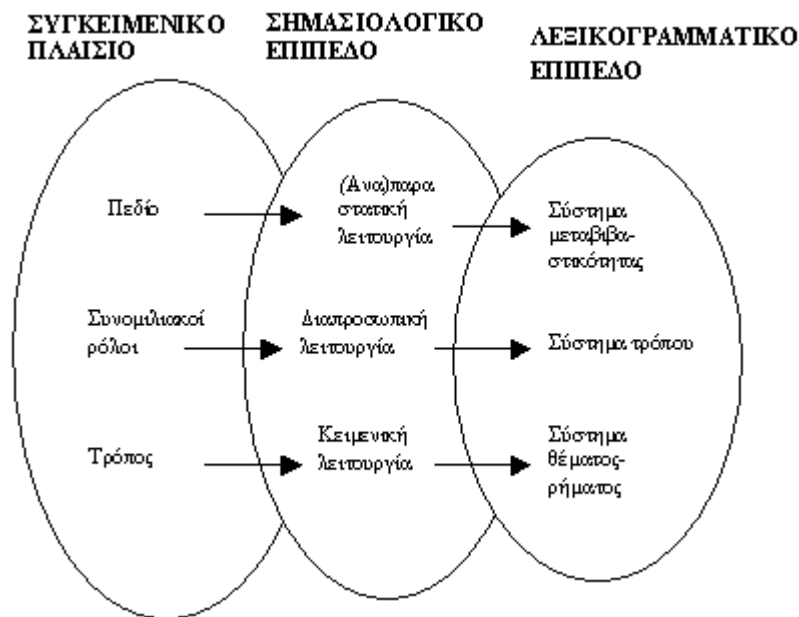 ΣΥΓΚΕΙΜΕΝΙΚΟ
ΠΛΑΙΣΙΟ
ΣΗΜΑΣΙΟΛΟΓΙΚΟ
ΕΠΙΠΕΔΟ
ΛΕΞΙΚΟΓΡΑΜΜΑΤΙΚΟ
ΕΠΙΠΕΔΟ
Πεδίο
(Ανα)παρα
στατική
λειτουργία
Σύστημα
μεταβιβα-
στικότητας
Συνομιλιακοί
ρόλοι
Διαπροσωπική
λειτουργία
Σύστημα τρόπου
Τρόπος
Κειμενική
λειτουργία
Σύστημα
θέματος-
ρήματος